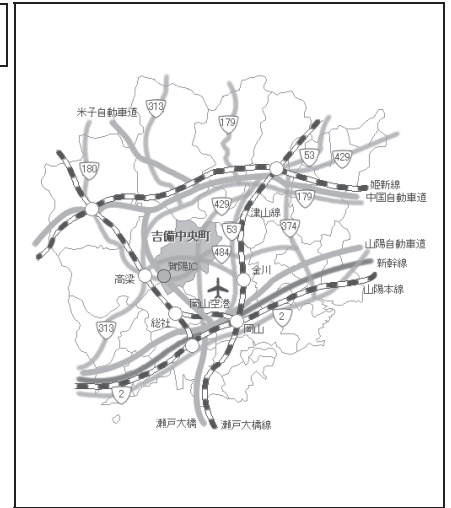 313
米子自動車道
179
53
429
180
姫新線
中国自動車道
179
429
津山線
374
吉備中央町
53
山陽自動車道
484
新幹線
賀陽IC
金川
高梁
山陽本線
岡山空港
総社
2
岡山
313
2
瀬戸大橋
瀬戸大橋線